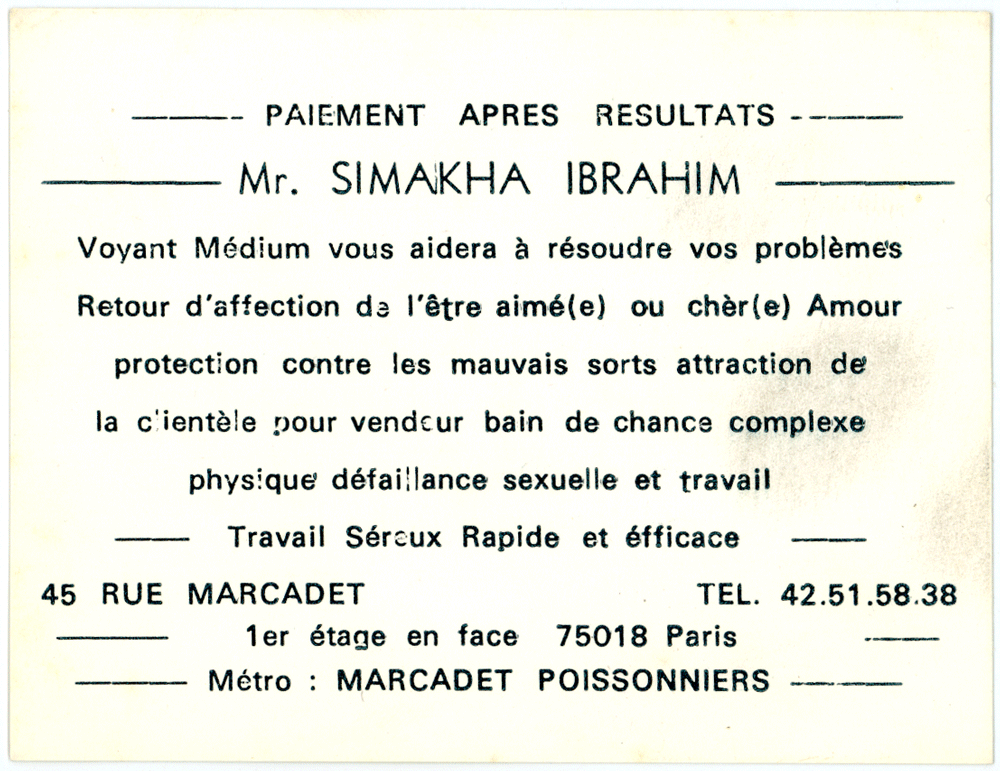 PAIEMENT APRES RESULTATS
Mr. SIMAKHA IBRAHIM
Voyant Médium vous aidera à résoudre vos problèmes
Retour d'affection de l'être aimé(e) ou chèr(e) Amour
protection contre les mauvais sorts attraction de
la clientèle pour vendeur bain de chance complexe
physique défaillance sexuelle et travail
Travail Séreux Rapide et éfficace
45 RUE MARCADET TEL. 42.51.58.38
1er étage en face 75018 Paris
Métro : MARCADET POISSONNIERS